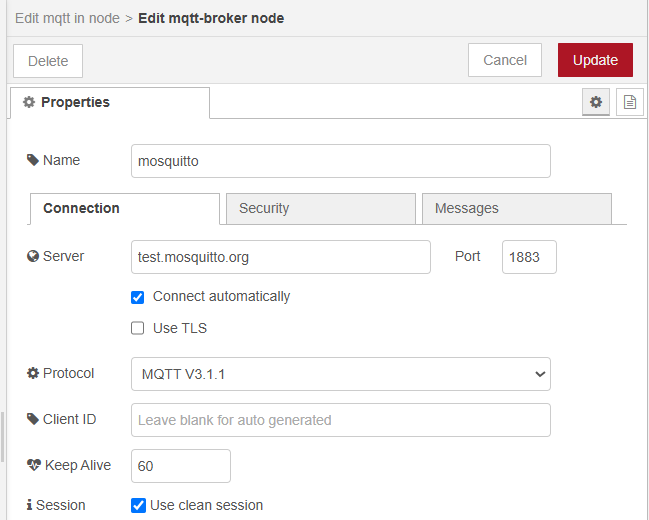 Edit mqtt in node > Edit mqtt-broker node
Delete Cancel Update
Properties
Name mosquitto
Connection Security Messages
Server test.mosquitto.org Port 1883
Connect automatically
Use TLS
Protocol MQTT V3.1.1
Client ID Leave blank for auto generated
Keep Alive 60
Session Use clean session